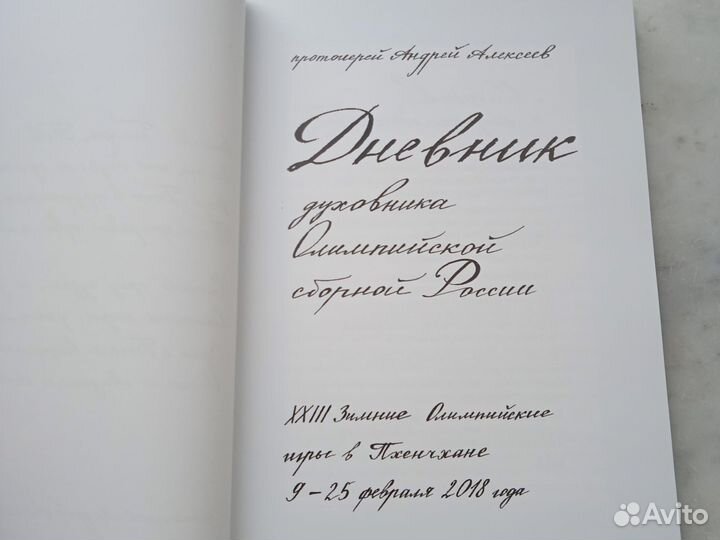 протоиерей Андрей Алексеев
Дневник
духовника
Олимпийской
сборной России
XXIII Зимние Олимпийские
игры в Пхенчхане
9-25 февраля 2018 года
Avito